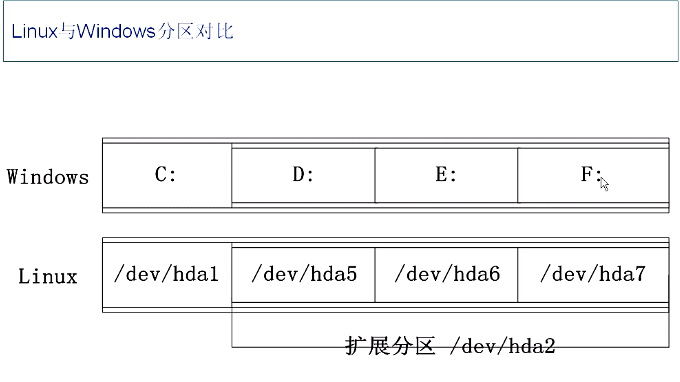 Linux与Windows分区对比
Windows C: D: E: F:
Linux /dev/hda1 /dev/hda5 /dev/hda6 /dev/hda7
扩展分区 /dev/hda2